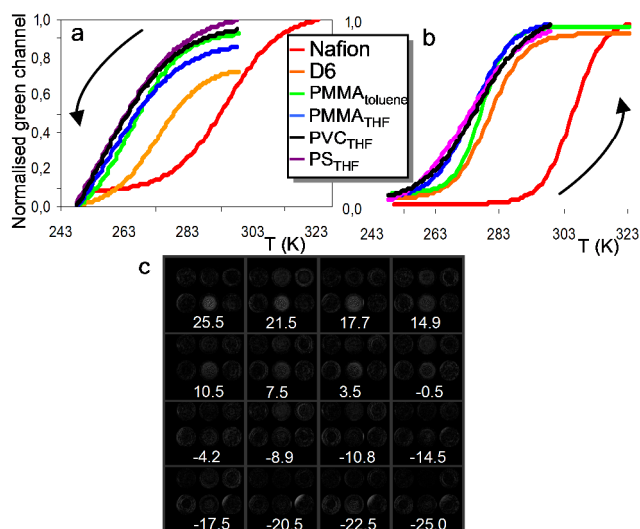 a
b
Normalised green channel
1,0
0,8
0,6
0,4
0,2
0,0
1,0
0,0
Nafion
D6
PMMAtoluene
PMMATHF
PVCTHF
PSTHF
243 263 283 303 323
T (K)
243 263 283 303 323
T (K)
c
25.5 21.5 17.7 14.9
10.5 7.5 3.5 -0.5
-4.2 -8.9 -10.8 -14.5
-17.5 -20.5 -22.5 -25.0